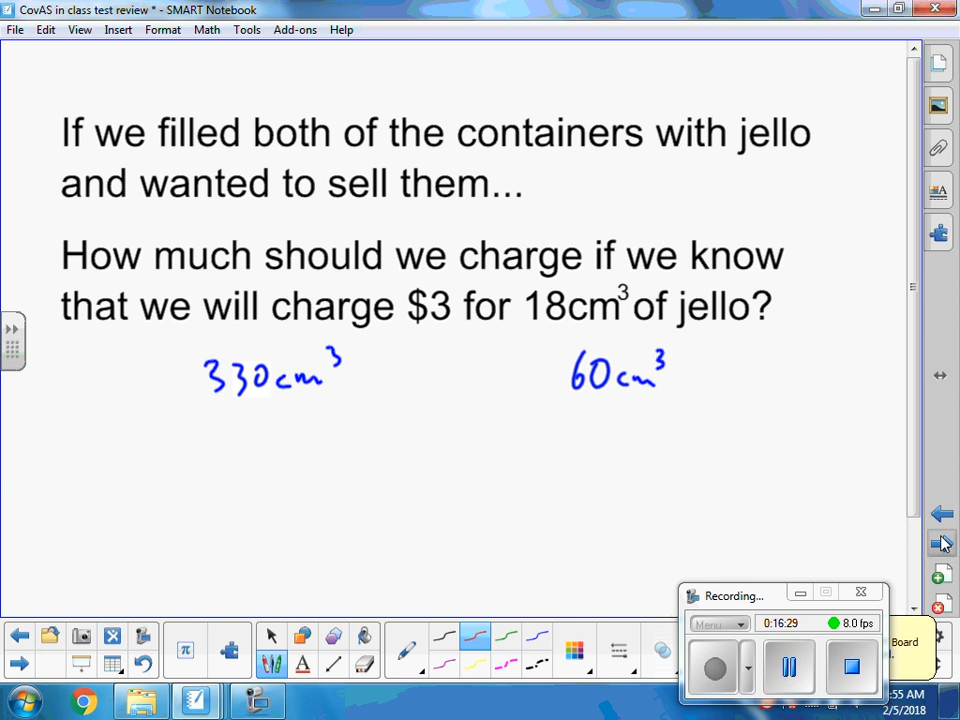 CovAS in class test review * - SMART Notebook
File Edit View Insert Format Math Tools Add-ons Help
If we filled both of the containers with jello
and wanted to sell them...
How much should we charge if we know
that we will charge $3 for 18cm³ of jello?
330cm³ 60cm³
Recording...
Menu 0:16:29 8.0 fps
Board
:55 AM
2/5/2018